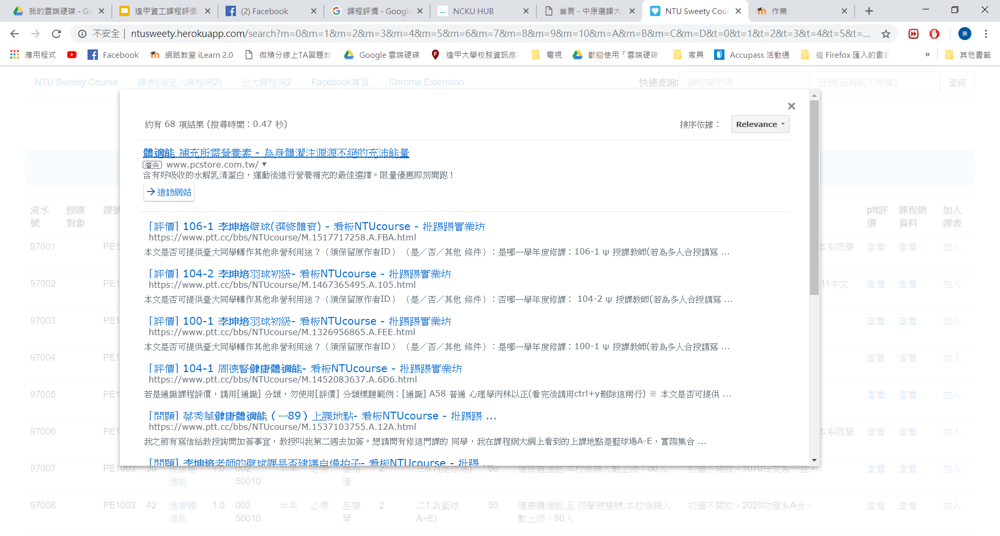 我的雲端硬碟 - Go
逢甲資工課程評價
(2) Facebook
課程評價 - Google
NCKU HUB
首頁 - 中原選課大
NTU Sweety Cour
作業
不安全
ntusweety.herokuapp.com/search?m=0&m=1&m=2&m=3&m=4&m=5&m=6&m=7&m=8&m=9&m=10&m=A&m=B&m=C&m=D&t=0&t=1&t=2&t=3&t=4&t=5&t=...
樂
應用程式
Facebook
網路教室 iLearn 2.0
微積分線上TA習題教
Google 雲端硬碟
逢甲大學校務資訊應
電視
歡迎使用「雲端硬碟」
家具
Accupass 活動通
從 Firefox 匯入的書籤
»
其他書籤
NTU Sweety Course
課表(須登入課程網2)
台大課程網2
Facebook專頁
Chrome Extension
快速查詢:
課程識別碼
班號(沒有則不用填)
查詢
約有 68 項結果 (搜尋時間：0.47 秒)
排序依據：
Relevance
體適能 補充所需營養素 - 為身體灌注源源不絕的充沛能量
廣告 www.pcstore.com.tw/
含有好吸收的水解乳清蛋白，運動後進行營養補充的最佳選擇。限量優惠即刻開跑！
造訪網站
[評價] 106-1 李坤培壁球(選修體育) - 看板NTUcourse - 批踢踢實業坊
https://www.ptt.cc/bbs/NTUcourse/M.1517717258.A.FBA.html
本文是否可提供臺大同學轉作其他非營利用途？（須保留原作者ID） （是／否／其他 條件）：是哪一學年度修課：106-1 ψ 授課教師(若為多人合授請寫 ...
[評價] 104-2 李坤培羽球初級- 看板NTUcourse - 批踢踢實業坊
https://www.ptt.cc/bbs/NTUcourse/M.1467365495.A.105.html
本文是否可提供臺大同學轉作其他非營利用途？（須保留原作者ID） （是／否／其他 條件）：否哪一學年度修課： 104-2 ψ 授課教師(若為多人合授請寫 ...
[評價] 100-1 李坤培羽球初級- 看板NTUcourse - 批踢踢實業坊
https://www.ptt.cc/bbs/NTUcourse/M.1326956865.A.FEE.html
本文是否可提供臺大同學轉作其他非營利用途？（須保留原作者ID） （是／否／其他 條件）：是哪一學年度修課：100-1 ψ 授課教師(若為多人合授請寫 ...
[評價] 104-1 周德賢健康體適能- 看板NTUcourse - 批踢踢實業坊
https://www.ptt.cc/bbs/NTUcourse/M.1452083637.A.6D6.html
若是通識課程評價，請用[通識] 分類，勿使用[評價] 分類標題範例：[通識] A58 普通 心理學丙林以正(看完後請用ctrl+y刪除這兩行) ※ 本文是否可提供 ...
[問題] 蔡秀華健康體適能（一89）上課地點- 看板NTUcourse - 批踢踢 ...
https://www.ptt.cc/bbs/NTUcourse/M.1537103755.A.12A.html
我之前有寫信給教授詢問加簽事宜，教授叫我第二週去加簽。想請問有修這門課的 同學，我在課程網大綱上看到的上課地點是籃球場A-E，實際集合 ...
[問題] 李坤培老師的壁球課是否建議自備拍子- 看板NTUcourse - 批踢 ...
流水號 授課對象 課號 ptt評價 課程網資料 加入課表
97001 PE1 本系限學 查看 查看 加入
97002 PE1 11中文 查看 查看 加入
97003 PE1 查看 查看 加入
97004 PE1 查看 查看 加入
97005 PE1 查看 查看 加入
97006 PE1 本系限學 查看 查看 加入
97007 PE1003 36 健康體適能 1.0 002 50010 半年 必帶 楊裕隆 2 三6,7(足球場) 50 健康體適能,本校修課人數上限：50人 初選不開放。1070日文系一合。 查看 查看 加入
97008 PE1003 42 健康體適能 1.0 002 50010 半年 必帶 呂碧琴 2 二1,2(籃球A~E) 50 健康體適能 且 限學號雙號,本校修課人數上限：50人 初選不開放。2020物理系A合。 查看 查看 加入